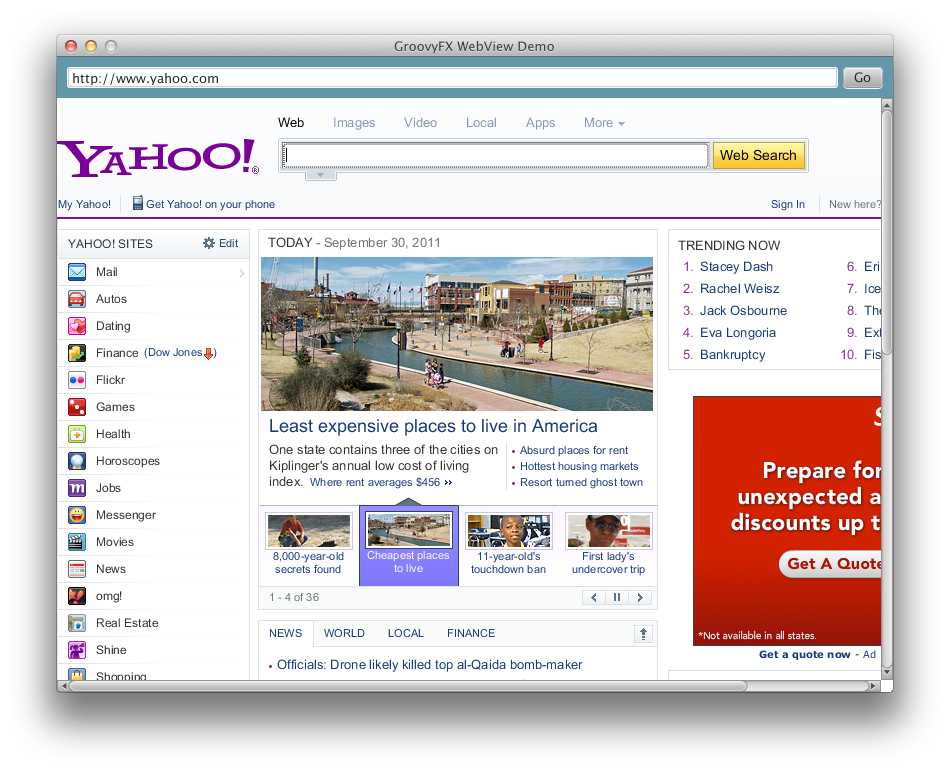 GroovyFX WebView Demo
http://www.yahoo.com
Go
Web Images Video Local Apps More
YAHOO!®
Web Search
My Yahoo! Get Yahoo! on your phone
Sign In New here?
YAHOO! SITES Edit
Mail
Autos
Dating
Finance (Dow Jones)
Flickr
Games
Health
Horoscopes
Jobs
Messenger
Movies
News
omg!
Real Estate
Shine
Shopping
TODAY - September 30, 2011
Least expensive places to live in America
One state contains three of the cities on
Kiplinger's annual low cost of living
index. Where rent averages $456 »
• Absurd places for rent
• Hottest housing markets
• Resort turned ghost town
8,000-year-old
secrets found
Cheapest places
to live
11-year-old's
touchdown ban
First lady's
undercover trip
1 - 4 of 36
NEWS WORLD LOCAL FINANCE
• Officials: Drone likely killed top al-Qaida bomb-maker
TRENDING NOW
1. Stacey Dash
2. Rachel Weisz
3. Jack Osbourne
4. Eva Longoria
5. Bankruptcy
6. Eri
7. Ice
8. The
9. Ext
10. Fis
S
Prepare for
unexpected a
discounts up t
Get A Quote
*Not available in all states.
Get a quote now - Ad